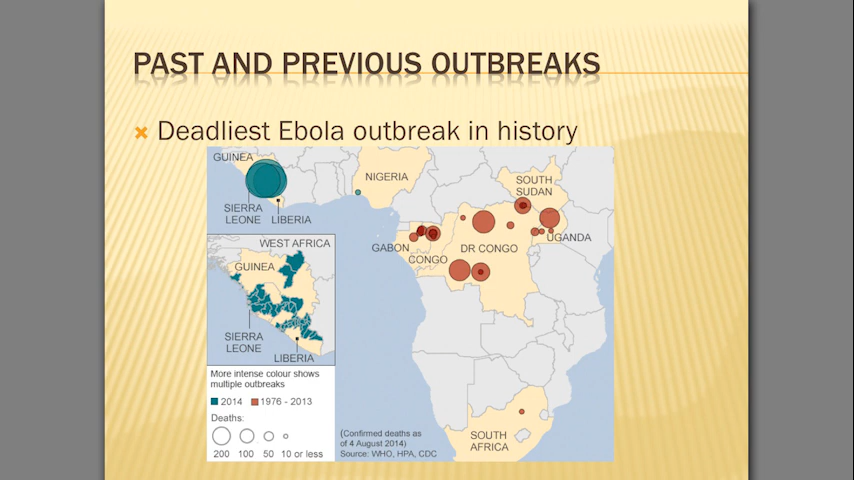 PAST AND PREVIOUS OUTBREAKS
Deadliest Ebola outbreak in history
GUINEA
NIGERIA
SOUTH
SUDAN
SIERRA
LEONE
LIBERIA
UGANDA
GABON
DR CONGO
CONGO
WEST AFRICA
GUINEA
SIERRA
LEONE
LIBERIA
More intense colour shows
multiple outbreaks
2014
1976 - 2013
Deaths:
200 100 50 10 or less
(Confirmed deaths as
of 4 August 2014)
Source: WHO, HPA, CDC
SOUTH
AFRICA